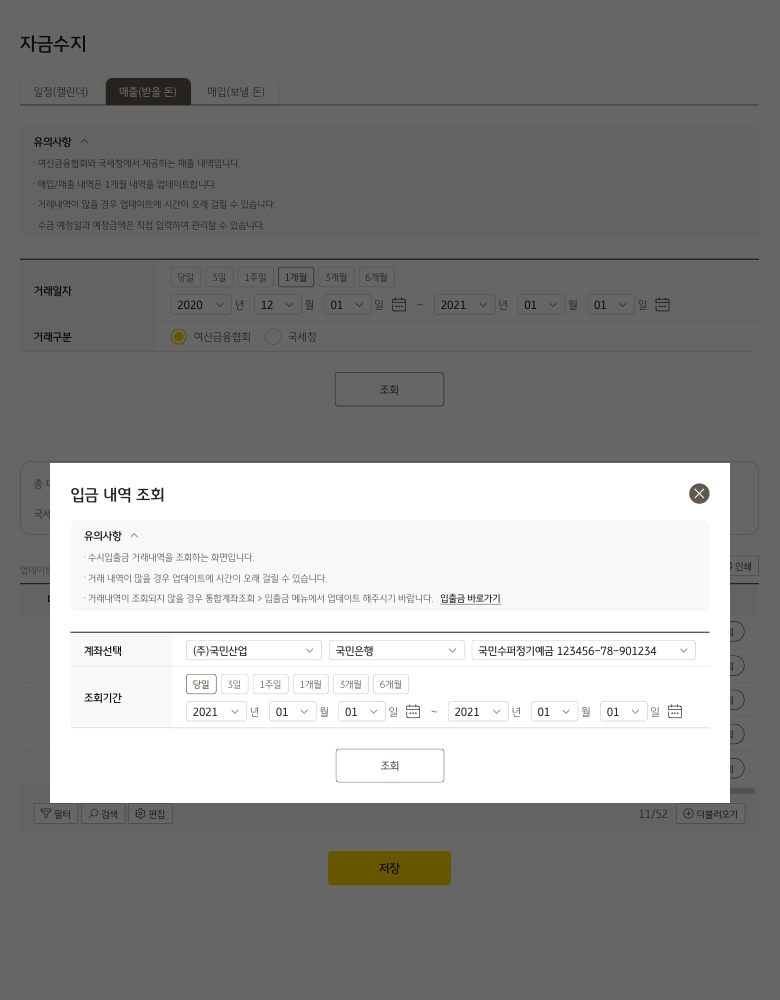 자금수지
일정(캘린더) 매출(받을 돈) 매입(보낼 돈)
유의사항
· 여신금융협회와 국세청에서 제공하는 매출 내역입니다.
· 매입/매출 내역은 1개월 내역을 업데이트합니다.
· 거래내역이 많을 경우 업데이트에 시간이 오래 걸릴 수 있습니다.
· 수금 예정일과 예정금액은 직접 입력하여 관리할 수 있습니다.
거래일자
당일 3일 1주일 1개월 3개월 6개월
2020 년 12 월 01 일 ~ 2021 년 01 월 01 일
거래구분 여신금융협회 국세청
조회
총
국세
업데이트
인쇄
입금 내역 조회
유의사항
· 수시입출금 거래내역을 조회하는 화면입니다.
· 거래 내역이 많을 경우 업데이트에 시간이 오래 걸릴 수 있습니다.
· 거래내역이 조회되지 않을 경우 통합계좌조회 > 입출금 메뉴에서 업데이트 해주시기 바랍니다. 입출금 바로가기
계좌선택 (주)국민산업 국민은행 국민수퍼정기예금 123456-78-901234
조회기간
당일 3일 1주일 1개월 3개월 6개월
2021 년 01 월 01 일 ~ 2021 년 01 월 01 일
조회
필터 검색 편집 11/52 더불러오기
저장